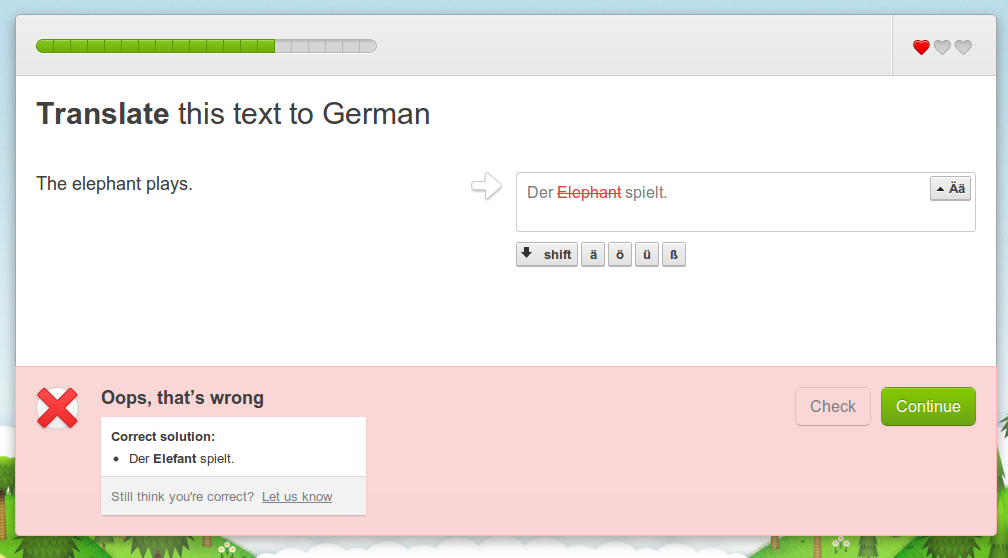 Translate this text to German
The elephant plays.
Der Elephant spielt.
Ää
shift ä ö ü ß
Oops, that’s wrong
Check Continue
Correct solution:
• Der Elefant spielt.
Still think you're correct? Let us know